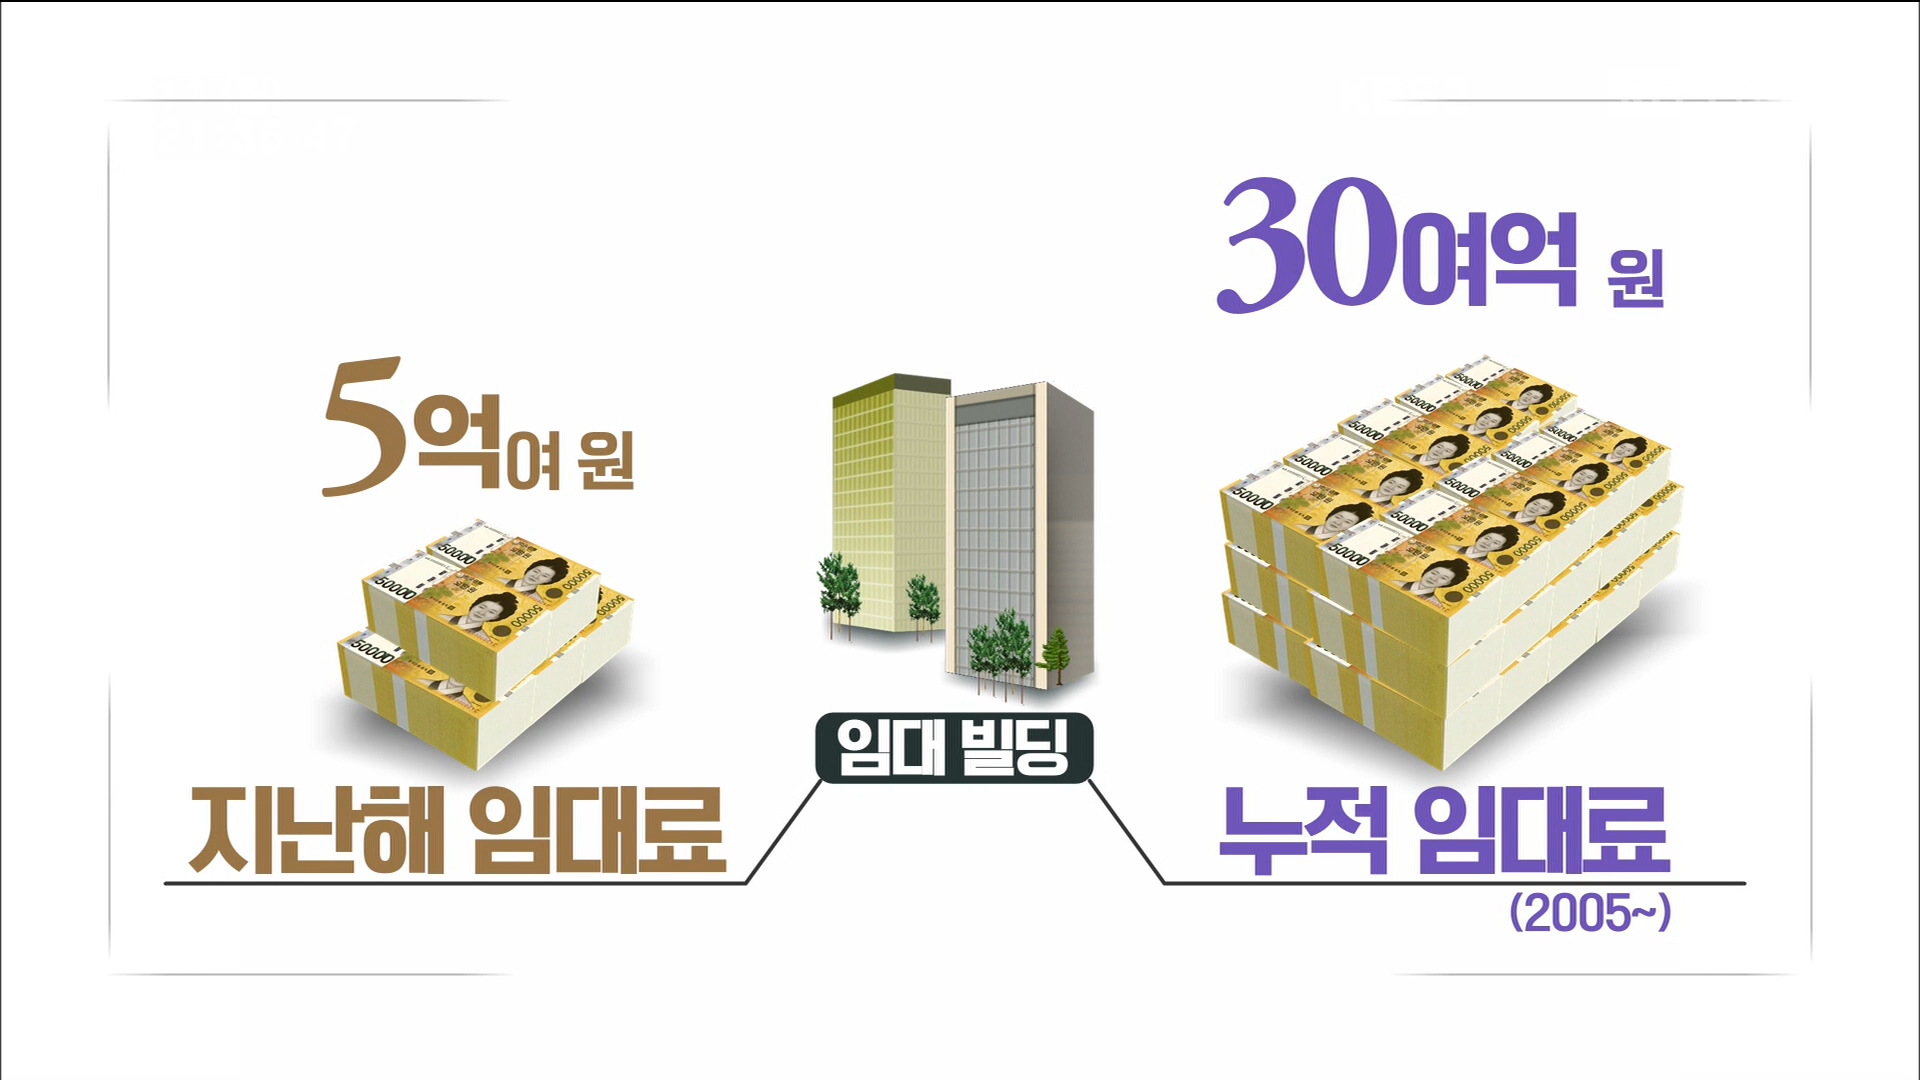 5억여 원
지난해 임대료
임대 빌딩
30여억 원
누적 임대료
(2005~)